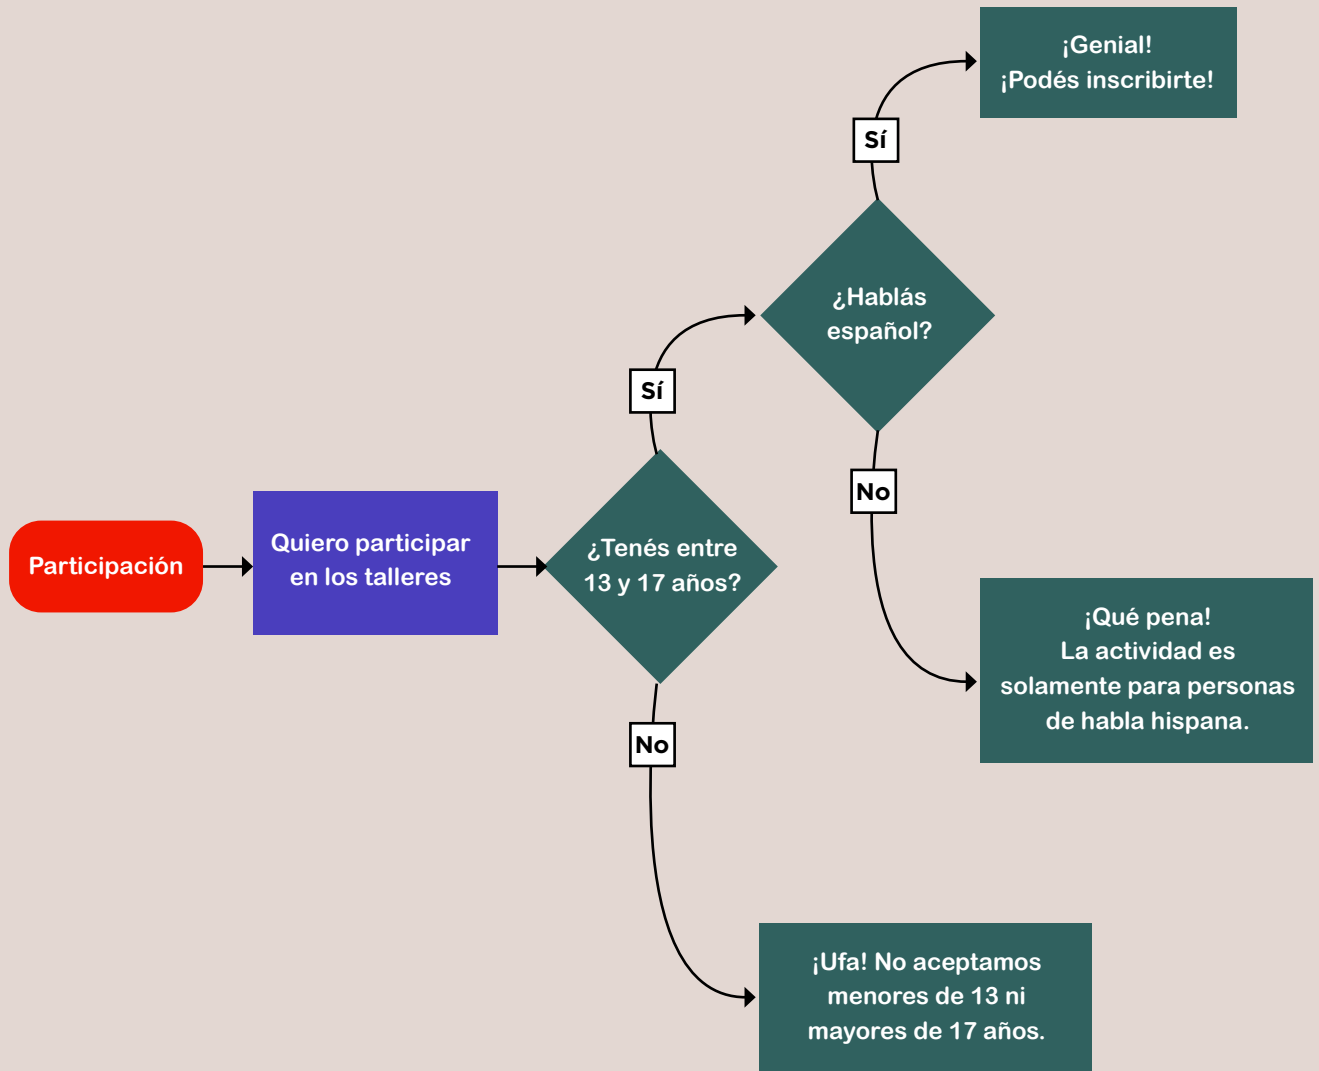 Participación
Quiero participar
en los talleres
¿Tenés entre
13 y 17 años?
Sí
¿Hablás
español?
Sí
¡Genial!
¡Podés inscribirte!
No
¡Qué pena!
La actividad es
solamente para personas
de habla hispana.
No
¡Ufa! No aceptamos
menores de 13 ni
mayores de 17 años.